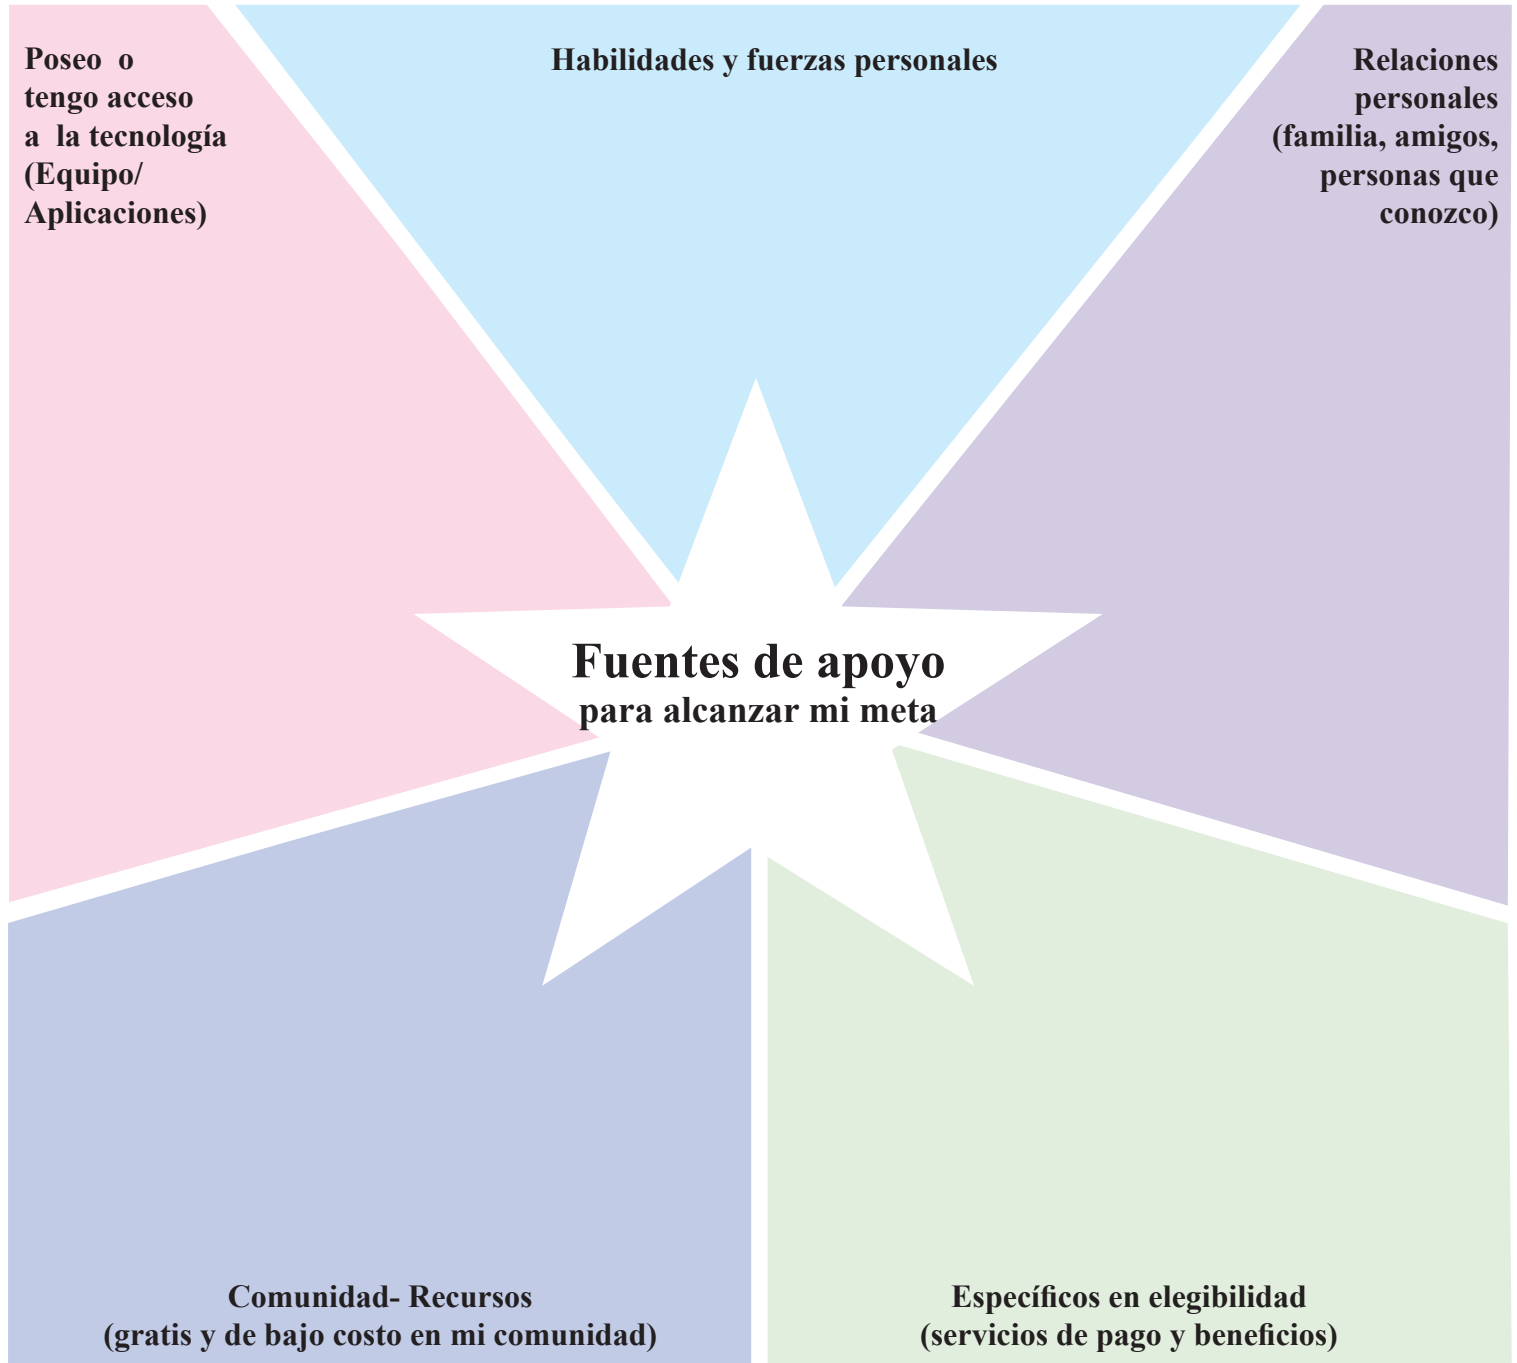 Poseo o
tengo acceso
a la tecnología
(Equipo/
Aplicaciones)
Habilidades y fuerzas personales
Relaciones
personales
(familia, amigos,
personas que
conozco)
Fuentes de apoyo
para alcanzar mi meta
Comunidad- Recursos
(gratis y de bajo costo en mi comunidad)
Específicos en elegibilidad
(servicios de pago y beneficios)